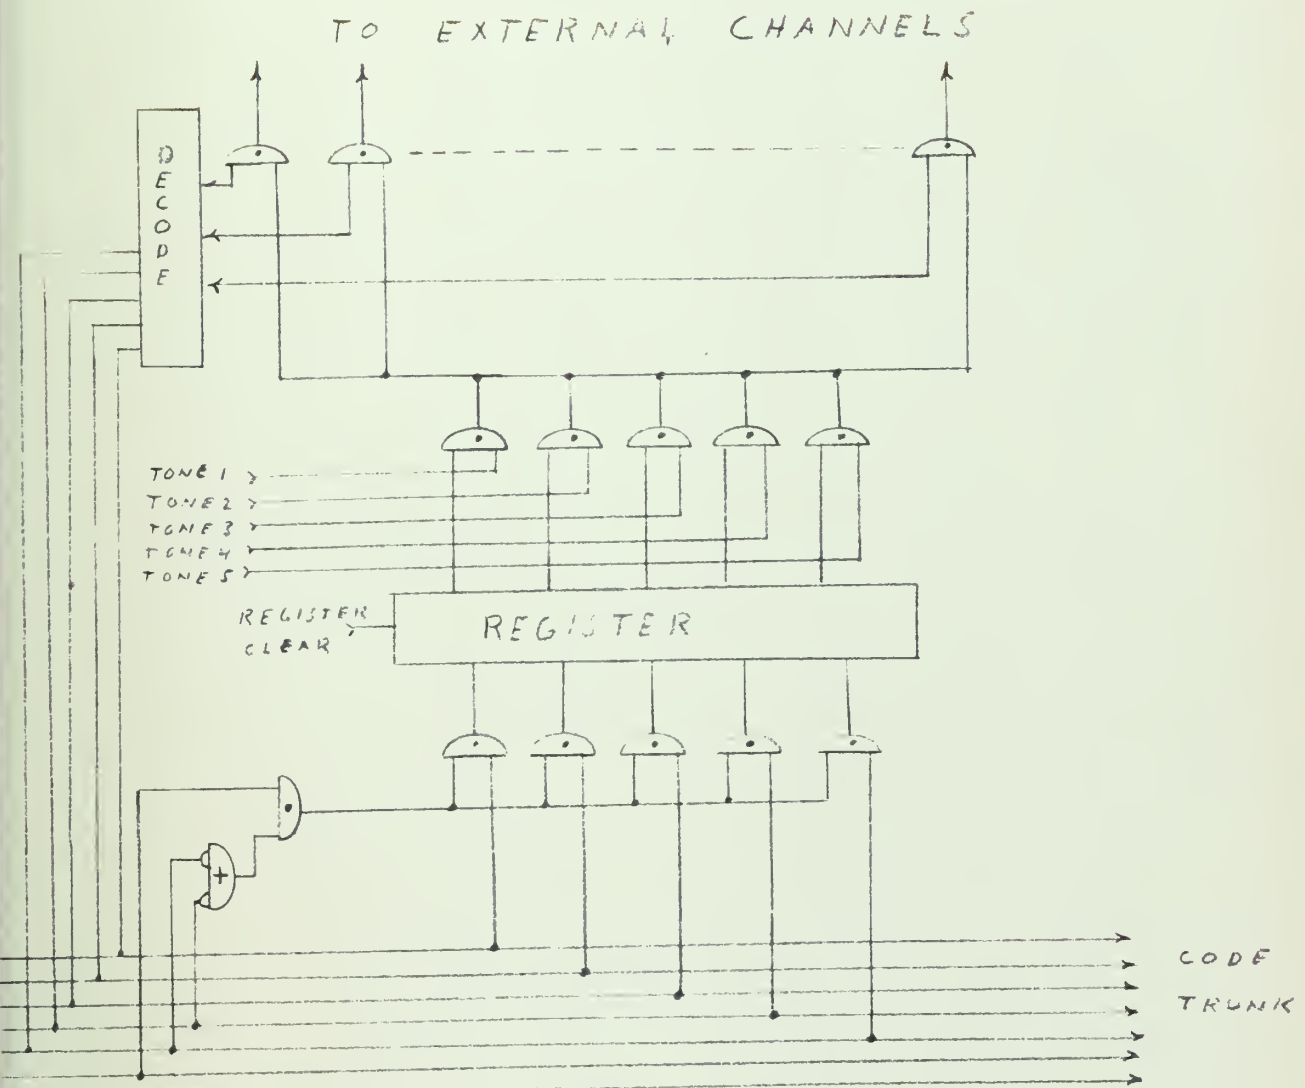 TO EXTERNAL CHANNELS
DECODE
TONE 1
TONE 2
TONE 3
TONE 4
TONE 5
REGISTER
CLEAR
REGISTER
+
CODE
TRUNK